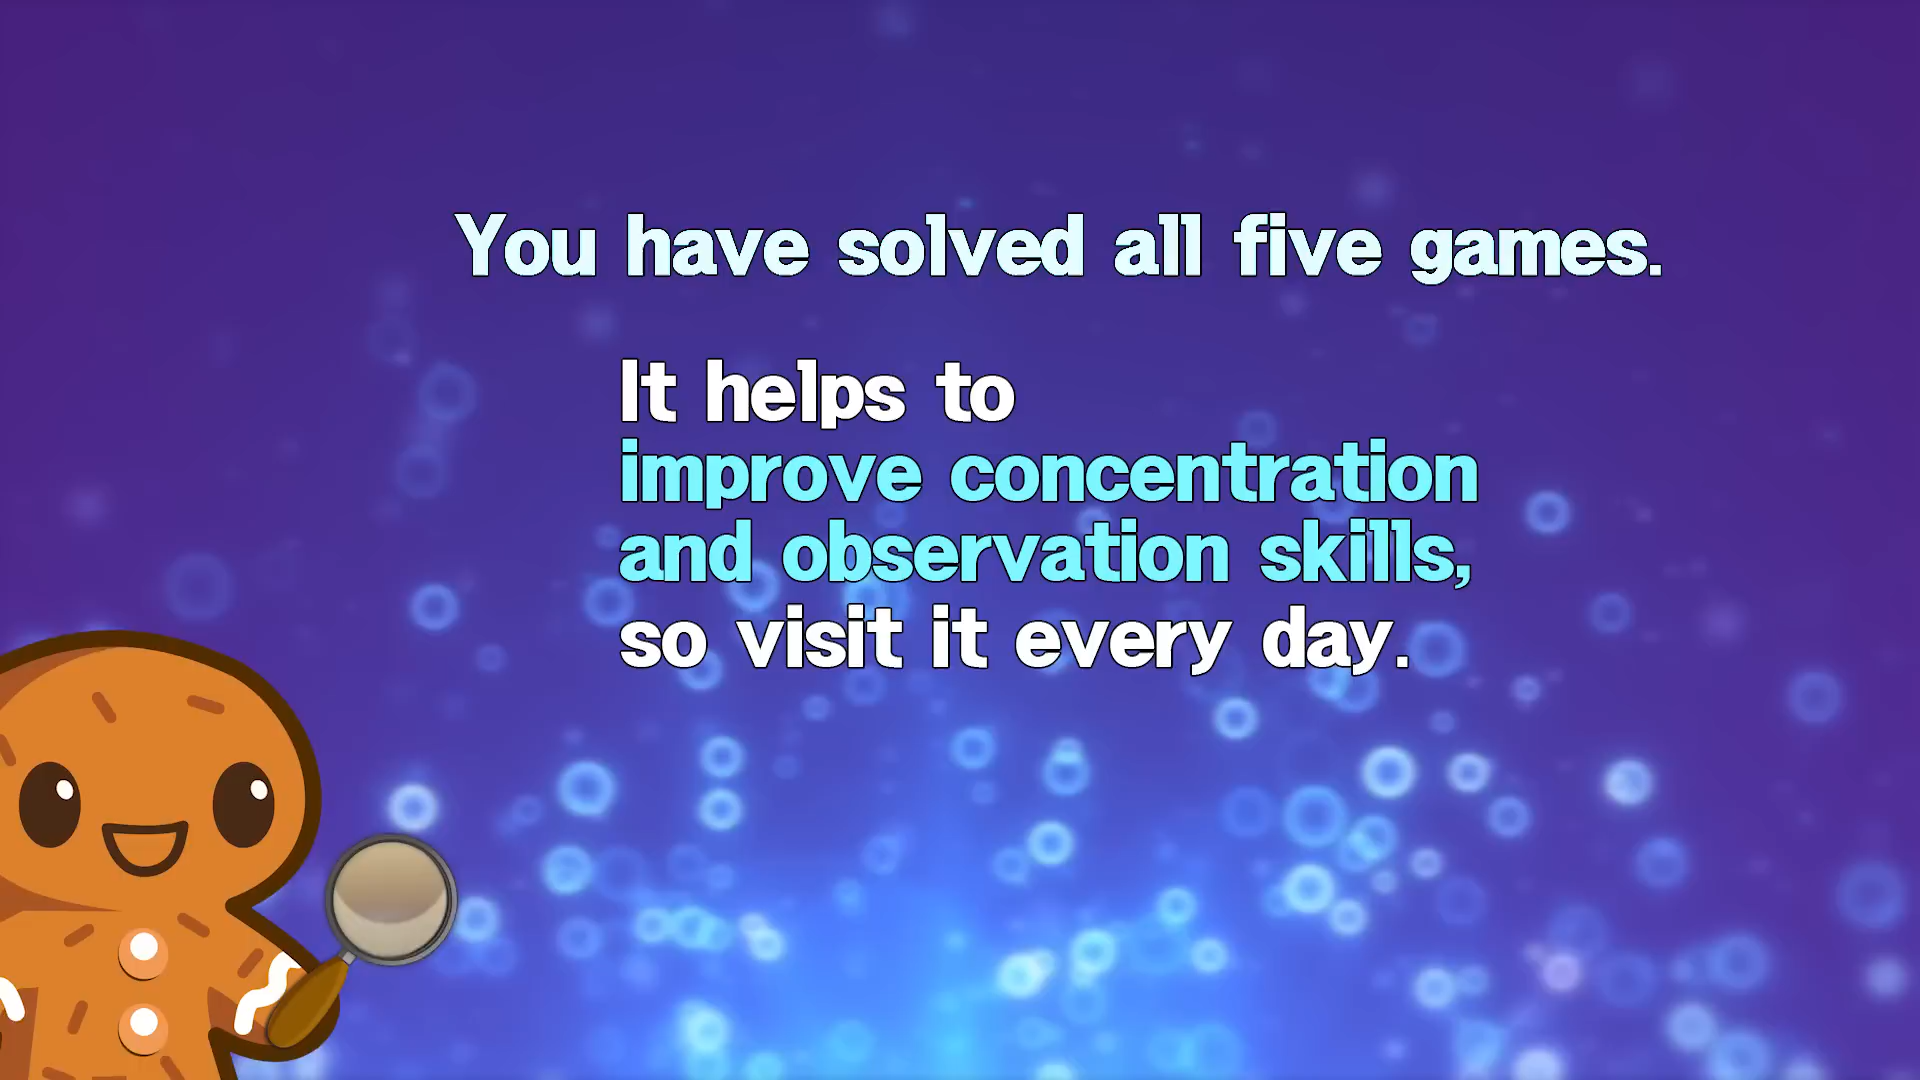 You have solved all five games.
It helps to
improve concentration
and observation skills,
so visit it every day.